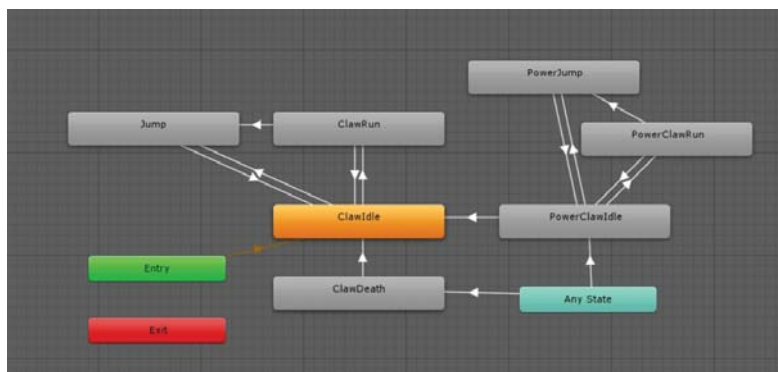 PowerJump
Jump
ClawRun
PowerClawRun
ClawIdle
PowerClawIdle
Entry
ClawDeath
Any State
Exit